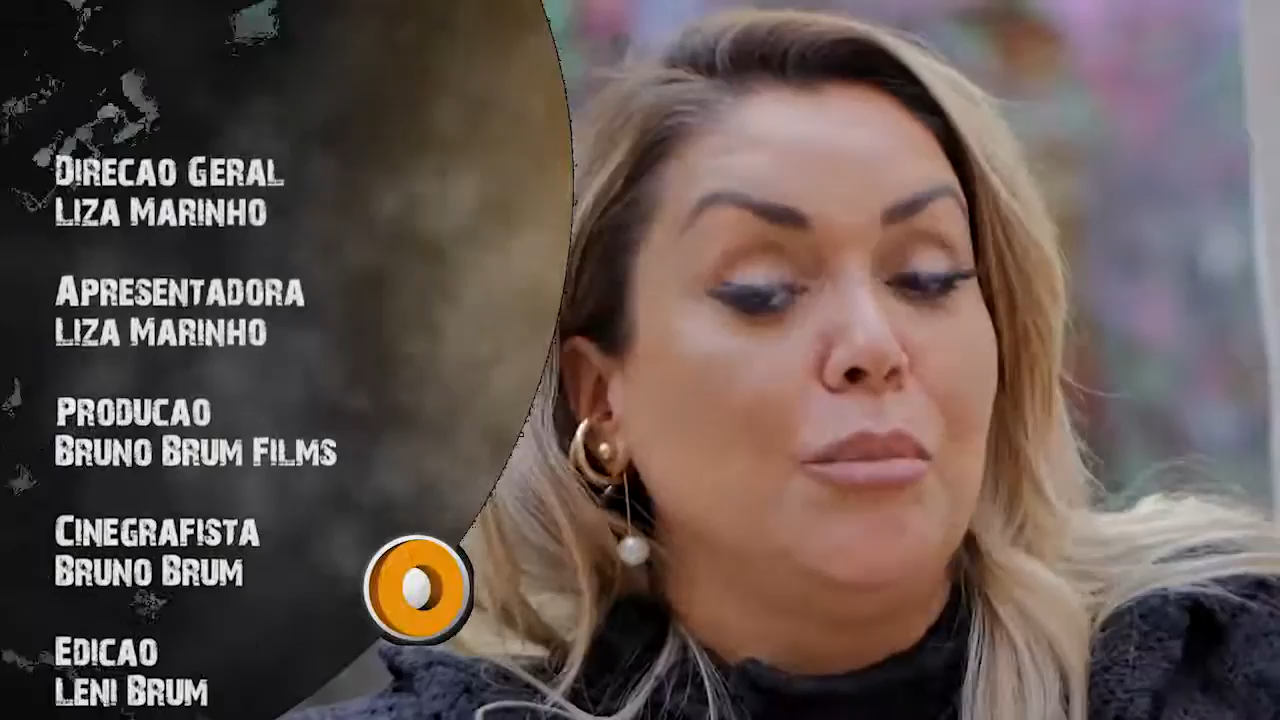 DIRECAO GERAL
LIZA MARINHO
APRESENTADORA
LIZA MARINHO
PRODUCAO
BRUNO BRUM FILMS
CINEGRAFISTA
BRUNO BRUM
EDICAO
LENI BRUM